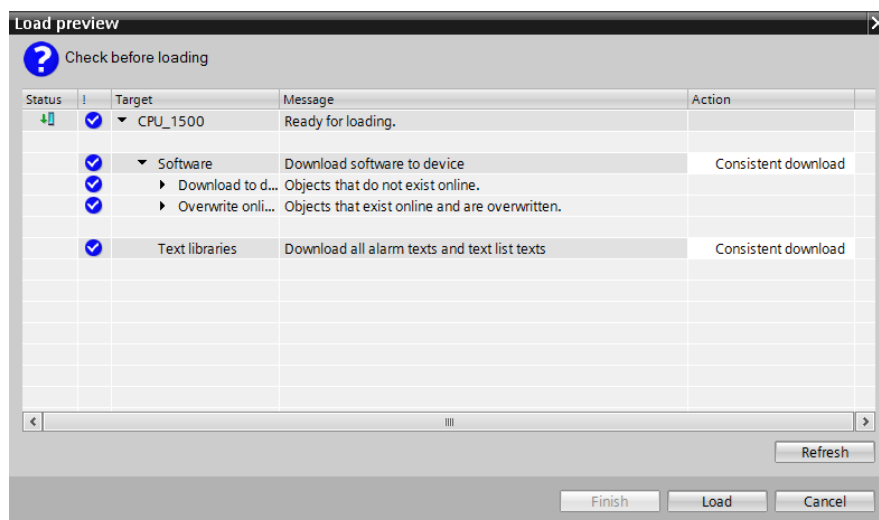 Load preview
Check before loading
Status ! Target Message Action
CPU_1500 Ready for loading.
Software Download software to device Consistent download
Download to d... Objects that do not exist online.
Overwrite onli... Objects that exist online and are overwritten.
Text libraries Download all alarm texts and text list texts Consistent download
Refresh
Finish Load Cancel